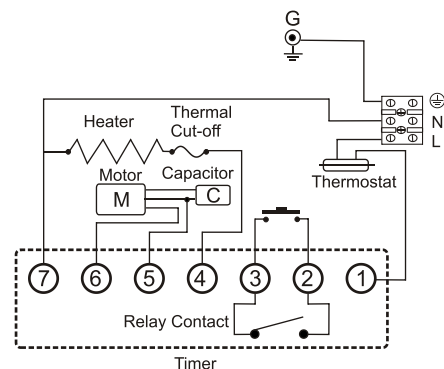 G
N
L
Heater
Thermal
Cut-off
Thermostat
Motor
Capacitor
M
C
7
6
5
4
3
2
1
Relay Contact
Timer